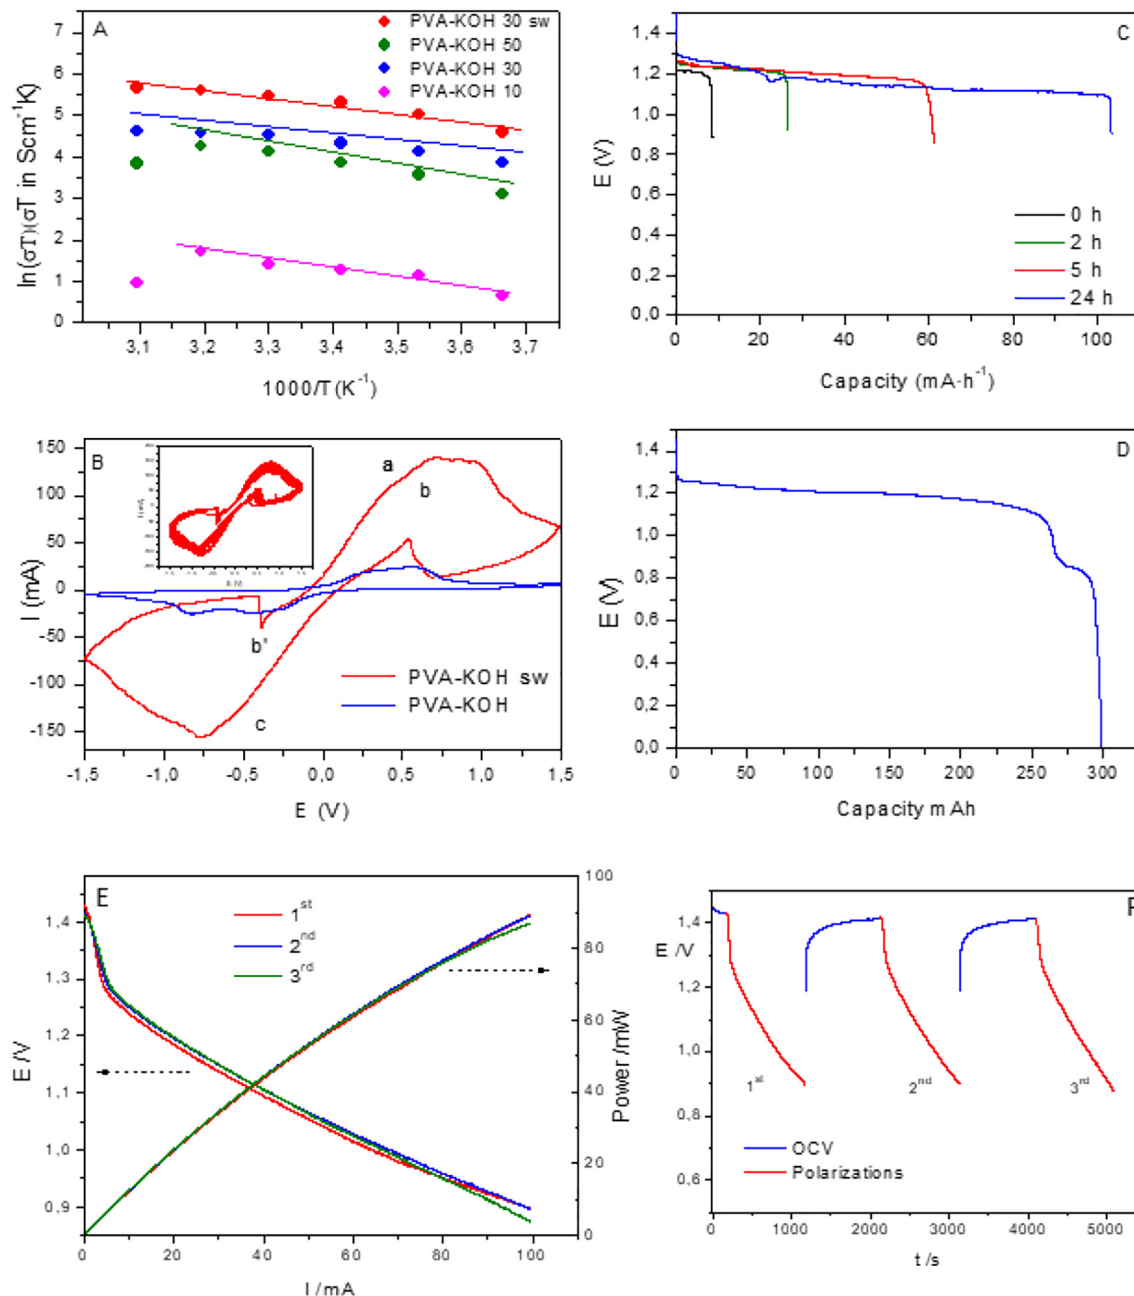 A
PVA-KOH 30 sw
PVA-KOH 50
PVA-KOH 30
PVA-KOH 10
7
6
5
4
3
2
1
0
ln(σT)(σT in Scm⁻¹K)
3,1 3,2 3,3 3,4 3,5 3,6 3,7
1000/T(K⁻¹)
C
1.4
1.2
1.0
0.8
0,6
0.4
0.2
0,0
E (V)
0 h
2 h
5 h
24 h
0 20 40 60 80 100
Capacity (mA·h⁻¹)
B
150
100
50
25
0
-50
-100
-150
I (mA)
a
b
b'
c
PVA-KOH sw
PVA-KOH
-1,5 -1,0 -0,5 0,0 0,5 1,0 1,5
E (V)
D
1.4
1.2
1.0
0.8
0,6
0.4
0.2
0,0
E (V)
0 50 100 150 200 250 300
Capacity mAh
E
1st
2nd
3rd
1,4
1,3
1,2
1,1
1,0
0,9
E /V
100
80
60
40
20
0
Power /mW
0 20 40 60 80 100
I /mA
1.4
1.2
1,0
0,8
0,6
E /V
1st
2nd
3rd
OCV
Polarizations
0 1000 2000 3000 4000 5000
t /s